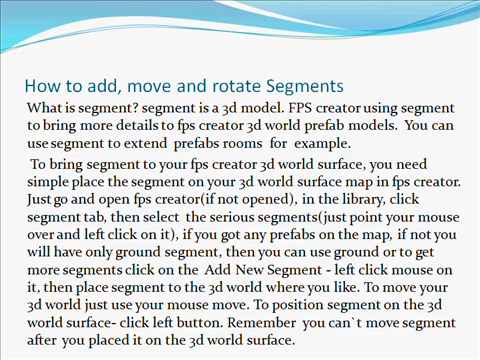 How to add, move and rotate Segments
What is segment? segment is a 3d model. FPS creator using segment
to bring more details to fps creator 3d world prefab models.  You can
use segment to extend  prefabs rooms  for  example.
To bring segment to your fps creator 3d world surface, you need
simple place the segment on your 3d world surface map in fps creator.
Just go and open fps creator(if not opened), in the library, click
segment tab, then select  the serious segments(just point your mouse
over and left click on it), if you got any prefabs on the map, if not you
will have only ground segment, then you can use ground or to get
more segments click on the  Add New Segment - left click mouse on
it, then place segment to the 3d world where you like. To move your
3d world just use your mouse move. To position segment on the 3d
world surface- click left button. Remember  you can`t move segment
after you placed it on the 3d world surface.